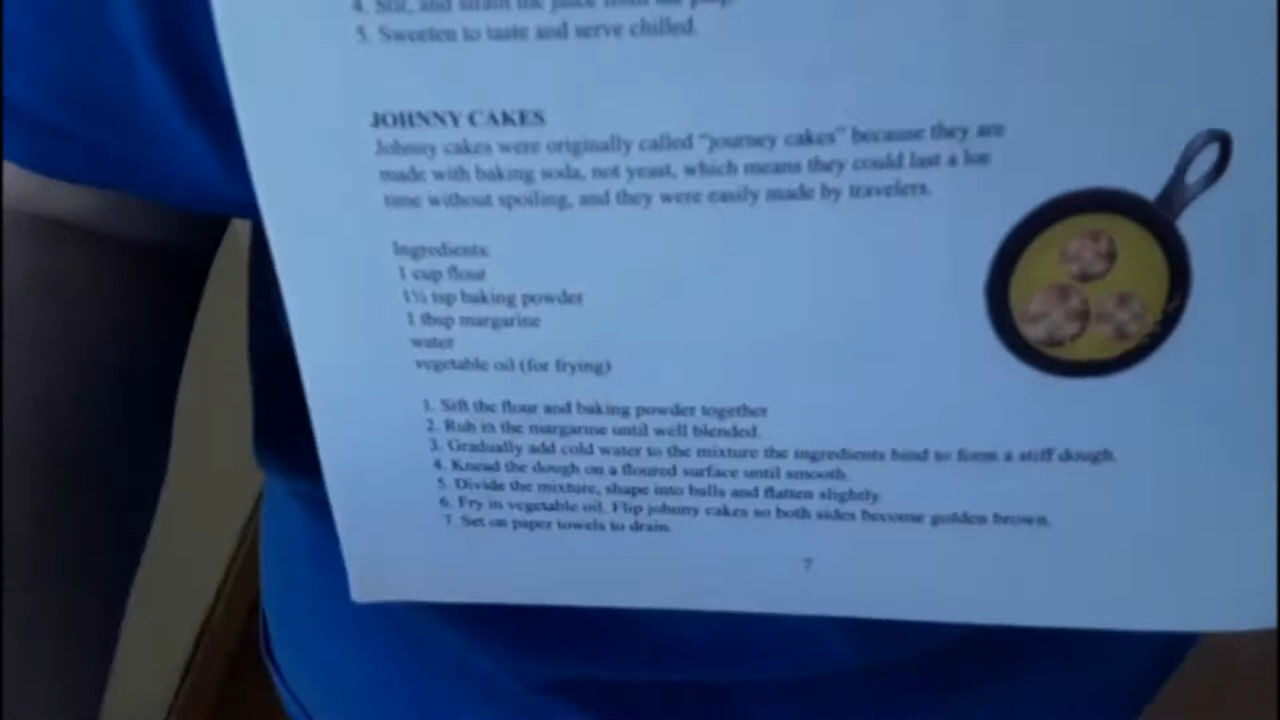 4. Stir, and strain the juice from the pulp.
5. Sweeten to taste and serve chilled.
JOHNNY CAKES
Johnny cakes were originally called "journey cakes" because they are
made with baking soda, not yeast, which means they could last a lon
time without spoiling, and they were easily made by travelers.
Ingredients:
1 cup flour
1½ tsp baking powder
1 tbsp margarine
water
vegetable oil (for frying)
1. Sift the flour and baking powder together
2. Rub in the margarine until well blended.
3. Gradually add cold water to the mixture the ingredients bind to form a stiff dough.
4. Knead the dough on a floured surface until smooth.
5. Divide the mixture, shape into balls and flatten slightly.
6. Fry in vegetable oil. Flip johnny cakes so both sides become golden brown.
7. Set on paper towels to drain.
7